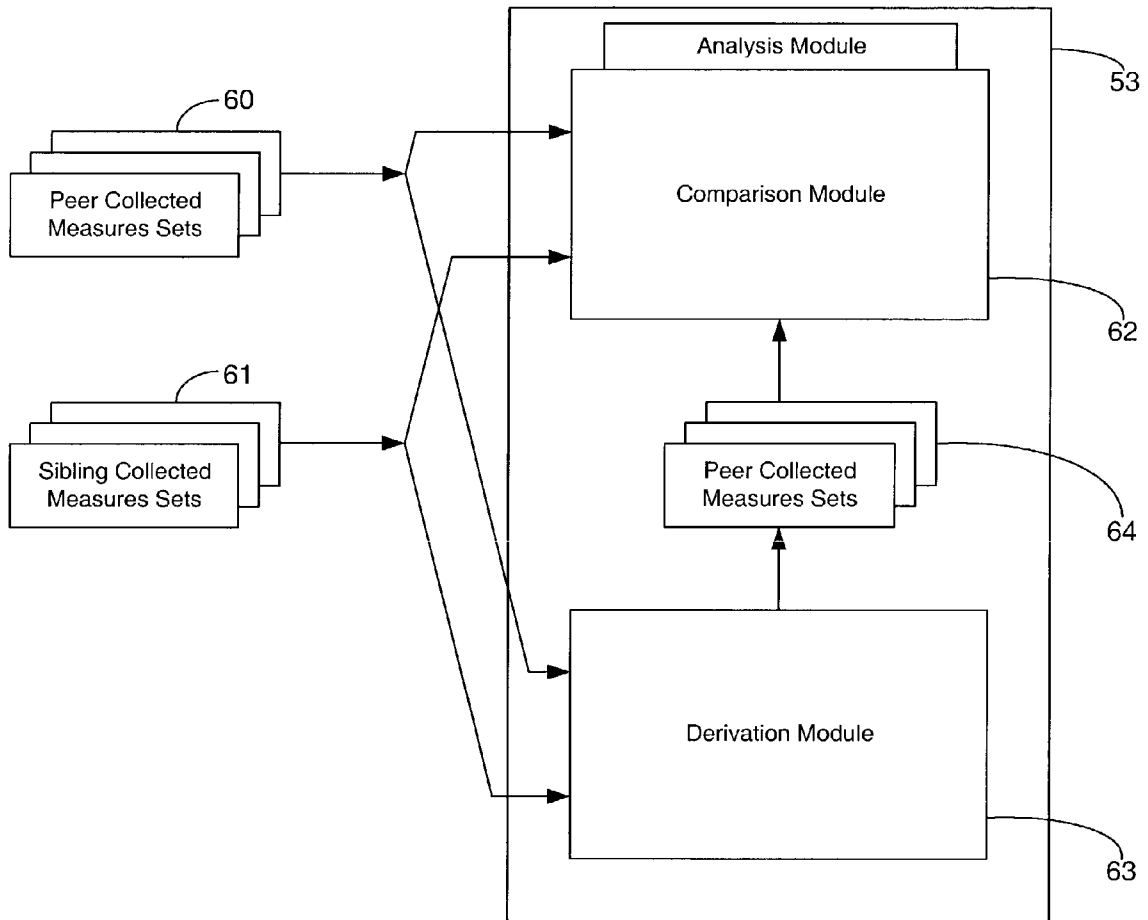 Analysis Module
53
60
Peer Collected
Measures Sets
Comparison Module
62
61
Sibling Collected
Measures Sets
Peer Collected
Measures Sets
64
Derivation Module
63